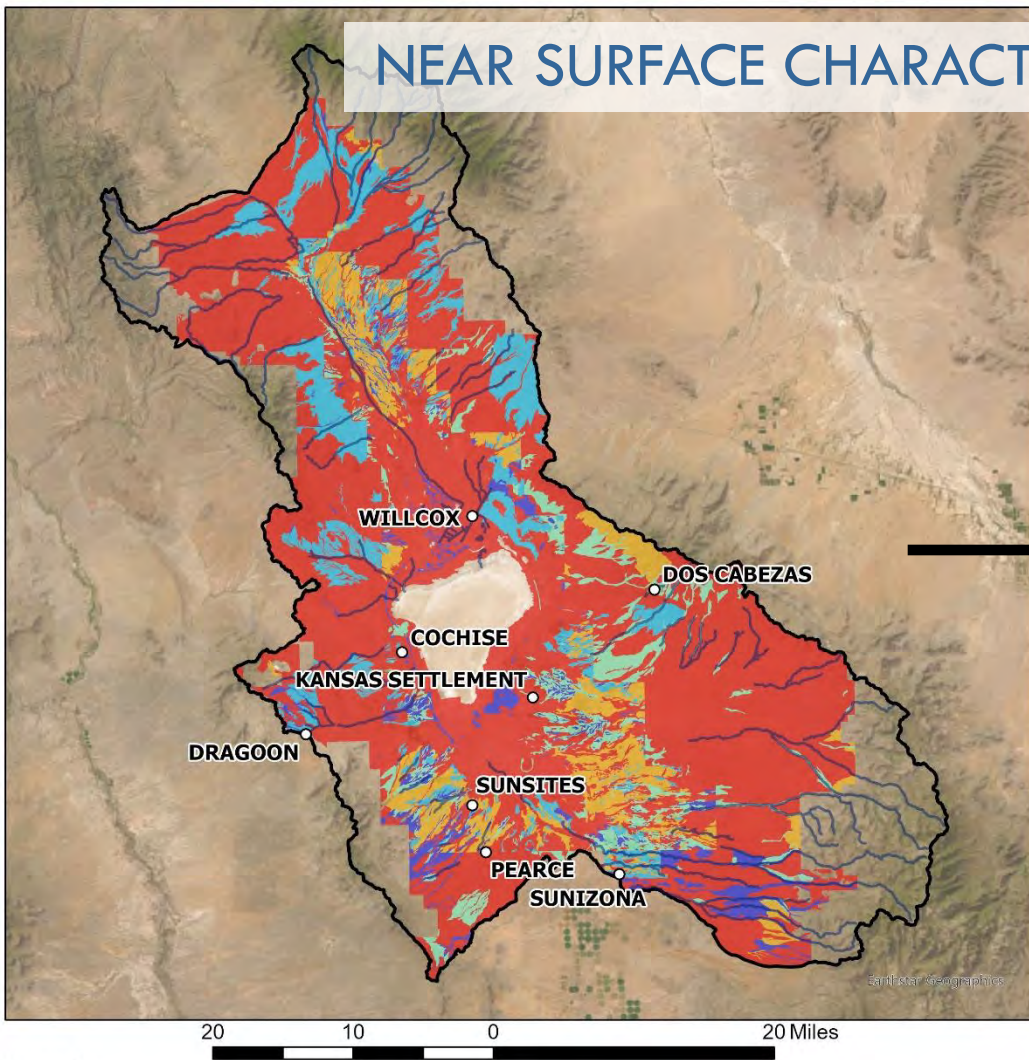 NEAR SURFACE CHARACT
WILLCOX
DOS CABEZAS
COCHISE
KANSAS SETTLEMENT
DRAGOON
SUNSITES
PEARCE
SUNIZONA
Earthstar Geographics
20 10 0 20 Miles